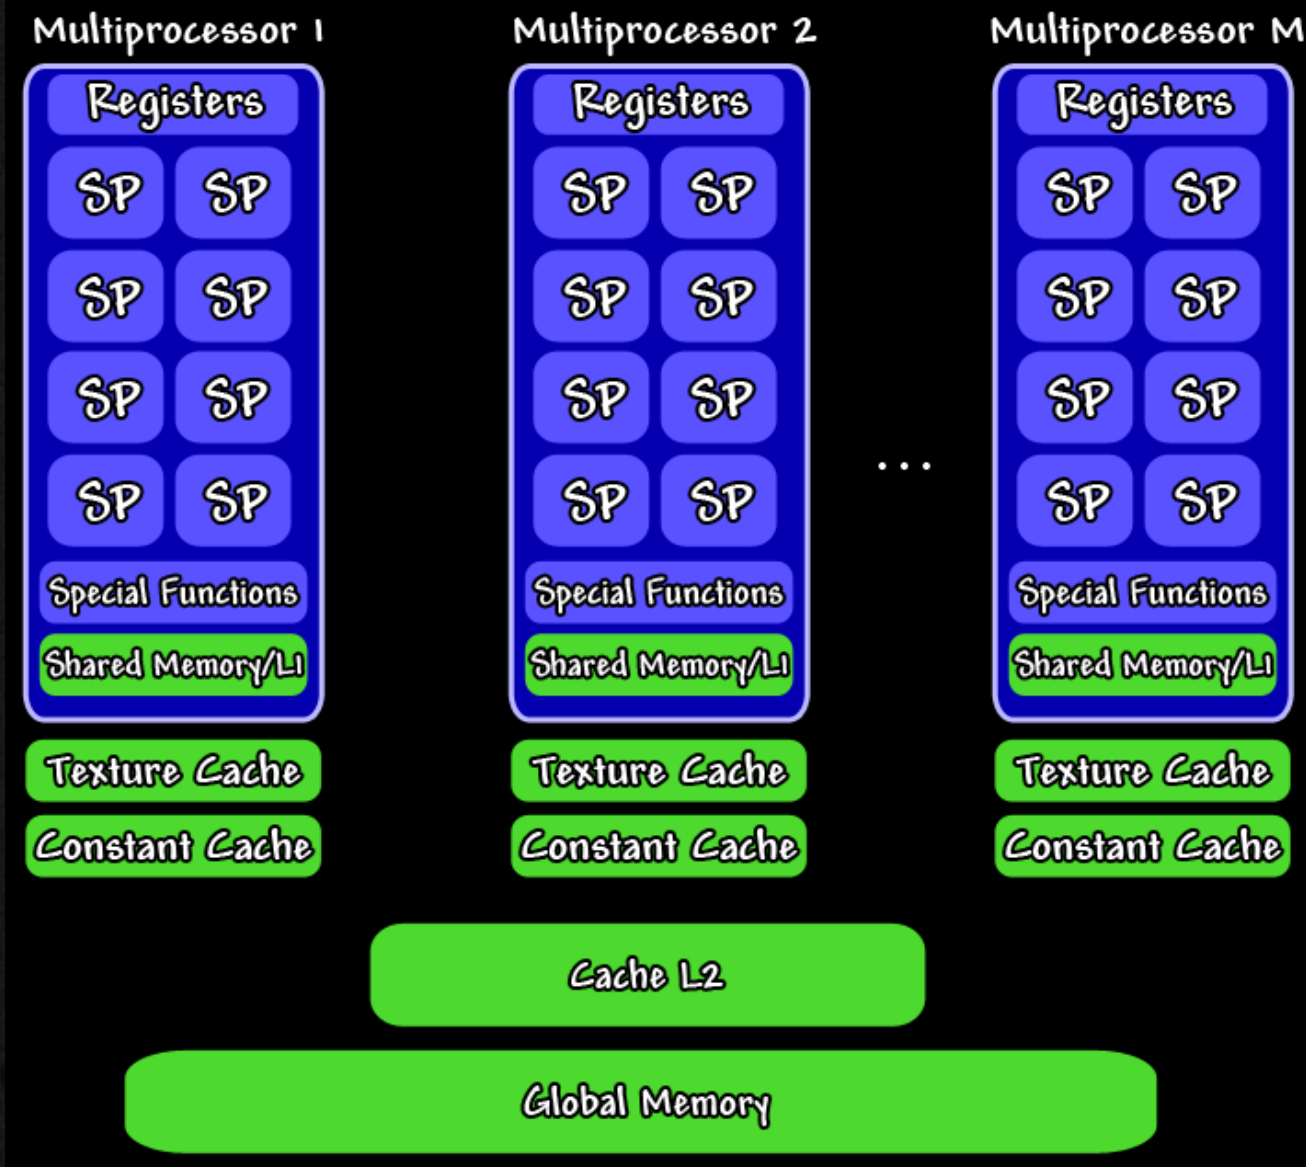 Multiprocessor 1
Multiprocessor 2
Multiprocessor M
Registers
Registers
Registers
SP SP
SP SP
SP SP
SP SP
SP SP
SP SP
SP SP
SP SP
SP SP
...
SP SP
SP SP
SP SP
Special Functions
Special Functions
Special Functions
Shared Memory/L1
Shared Memory/L1
Shared Memory/L1
Texture Cache
Texture Cache
Texture Cache
Constant Cache
Constant Cache
Constant Cache
Cache L2
Global Memory